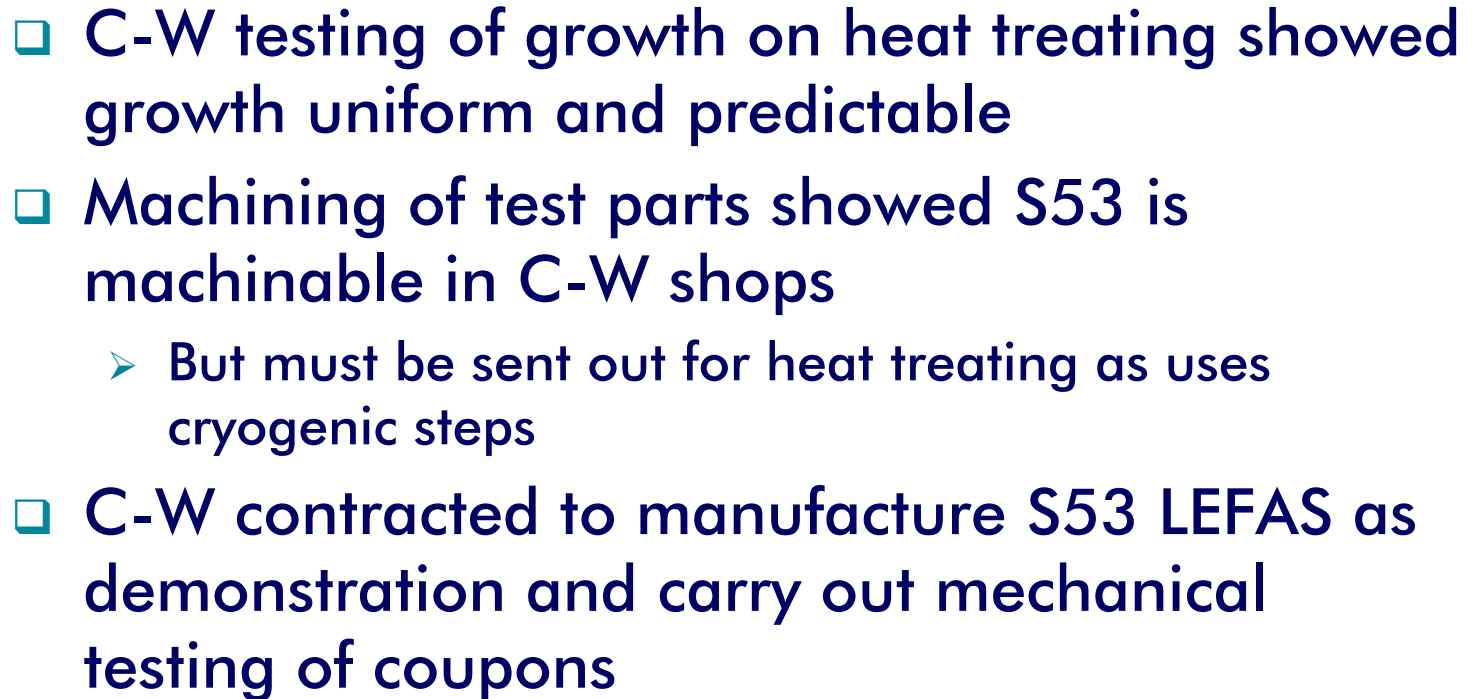 ❑ C-W testing of growth on heat treating showed
growth uniform and predictable
❑ Machining of test parts showed S53 is
machinable in C-W shops
➢ But must be sent out for heat treating as uses
cryogenic steps
❑ C-W contracted to manufacture S53 LEFAS as
demonstration and carry out mechanical
testing of coupons